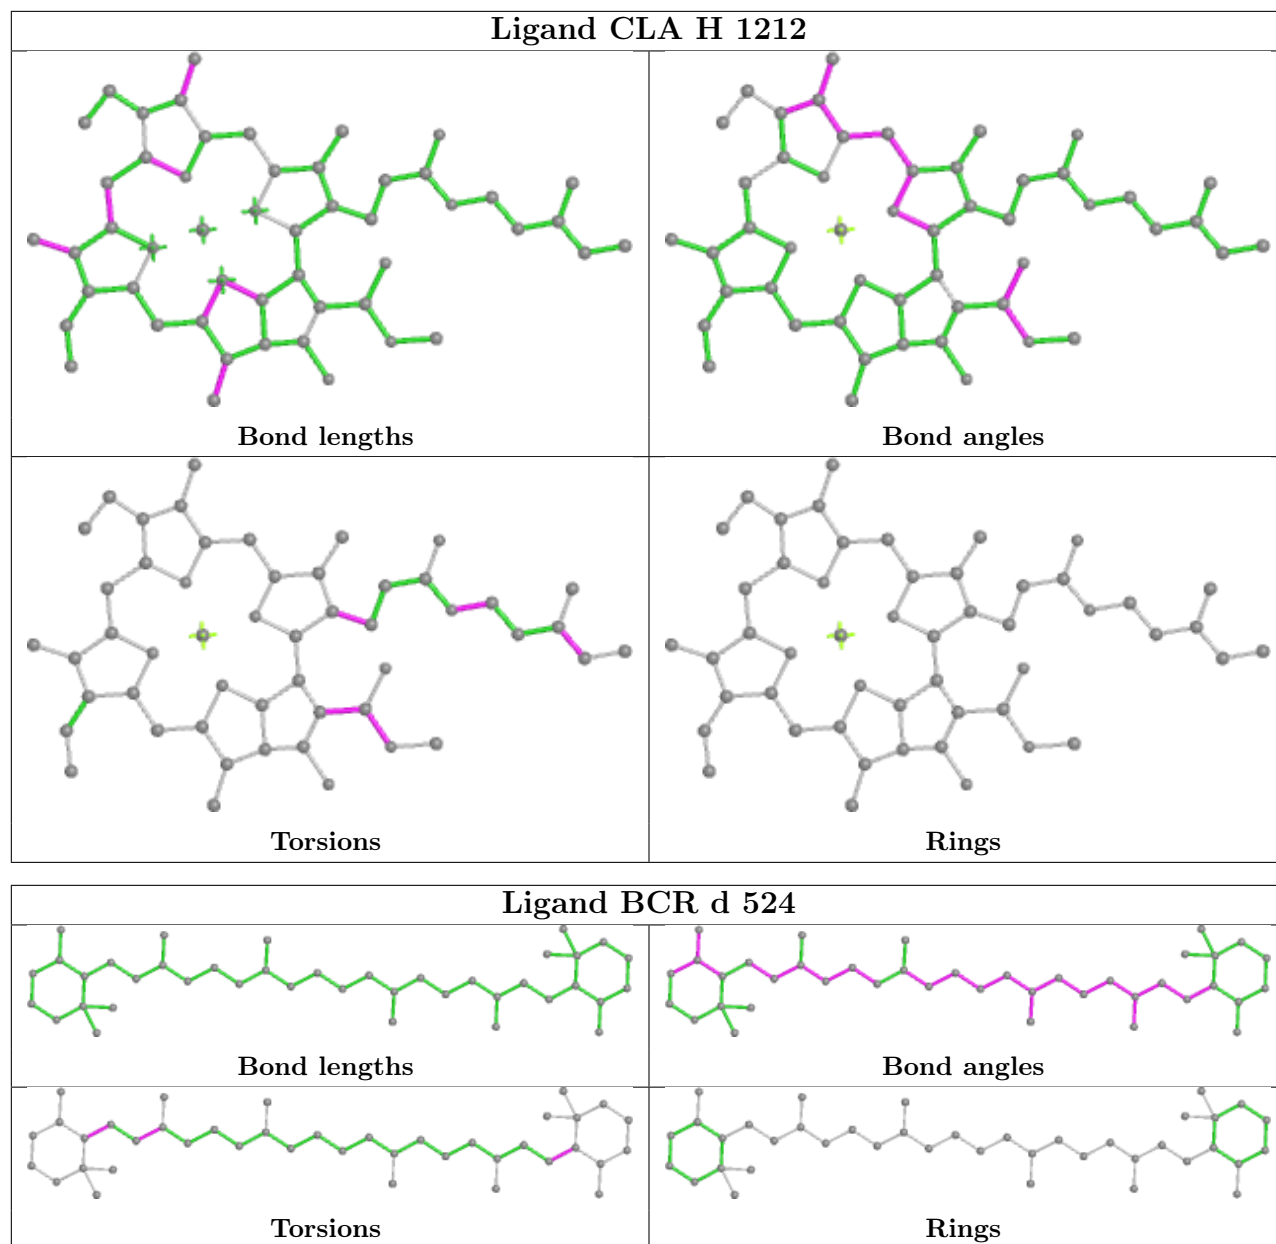 Ligand CLA H 1212
Bond lengths
Bond angles
Torsions
Rings
Ligand BCR d 524
Bond lengths
Bond angles
Torsions
Rings